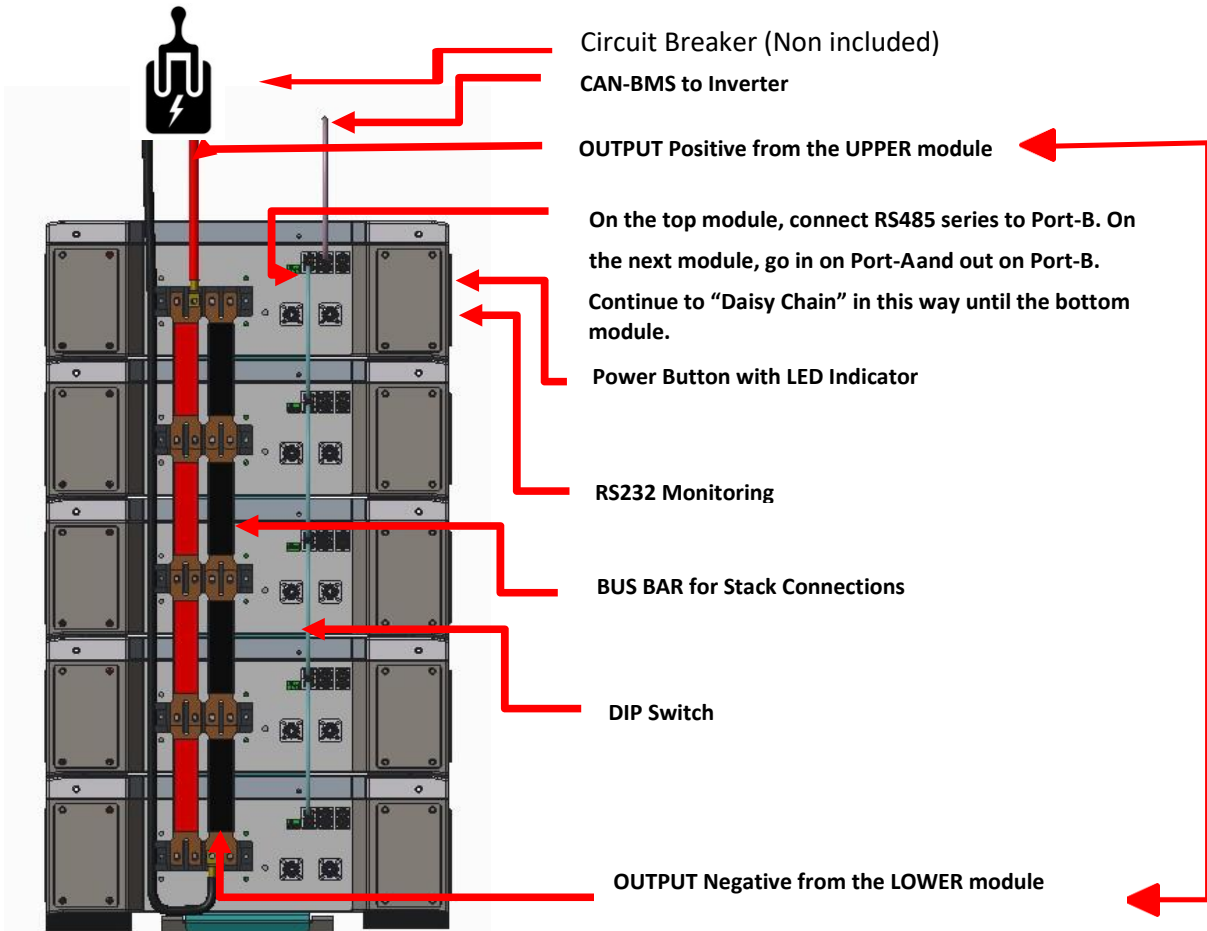 Circuit Breaker (Non included)
CAN-BMS to Inverter
OUTPUT Positive from the UPPER module
On the top module, connect RS485 series to Port-B. On
the next module, go in on Port-Aand out on Port-B.
Continue to “Daisy Chain” in this way until the bottom
module.
Power Button with LED Indicator
RS232 Monitoring
BUS BAR for Stack Connections
DIP Switch
OUTPUT Negative from the LOWER module